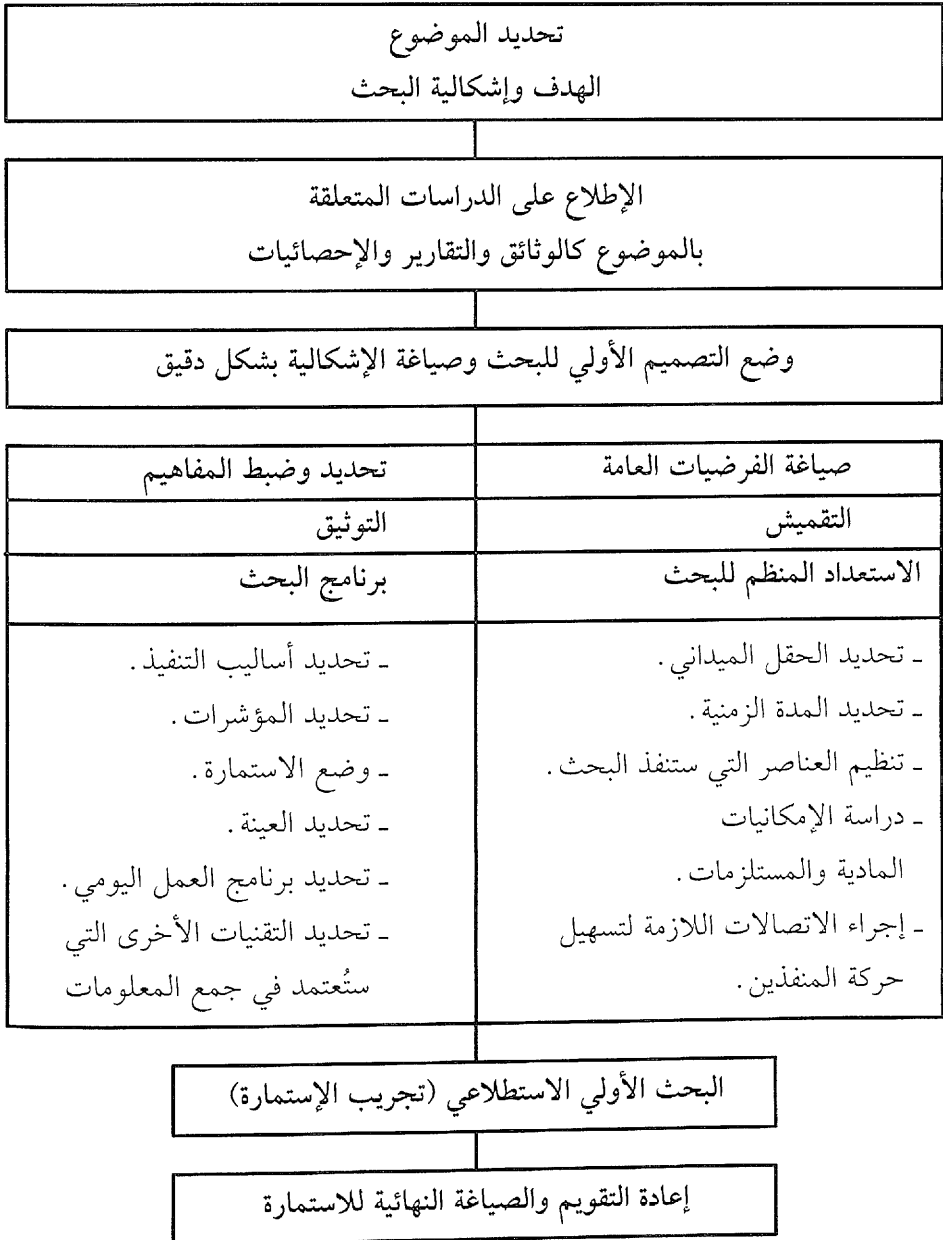 تحديد الموضوع
الهدف وإشكالية البحث
الإطلاع على الدراسات المتعلقة
بالموضوع كالوثائق والتقارير والإحصائيات
وضع التصميم الأولي للبحث وصياغة الإشكالية بشكل دقيق
صياغة الفرضيات العامة
تحديد وضبط المفاهيم
التقميش
التوثيق
الاستعداد المنظم للبحث
برنامج البحث
ـ تحديد الحقل الميداني.
ـ تحديد المدة الزمنية.
ـ تنظيم العناصر التي ستنفذ البحث.
ـ دراسة الإمكانيات
المادية والمستلزمات.
ـ إجراء الاتصالات اللازمة لتسهيل
حركة المنفذين.
ـ تحديد أساليب التنفيذ.
ـ تحديد المؤشرات.
ـ وضع الاستمارة.
ـ تحديد العينة.
ـ تحديد برنامج العمل اليومي.
ـ تحديد التقنيات الأخرى التي
ستُعتمد في جمع المعلومات
البحث الأولي الاستطلاعي (تجريب الإستمارة)
إعادة التقويم والصياغة النهائية للاستمارة